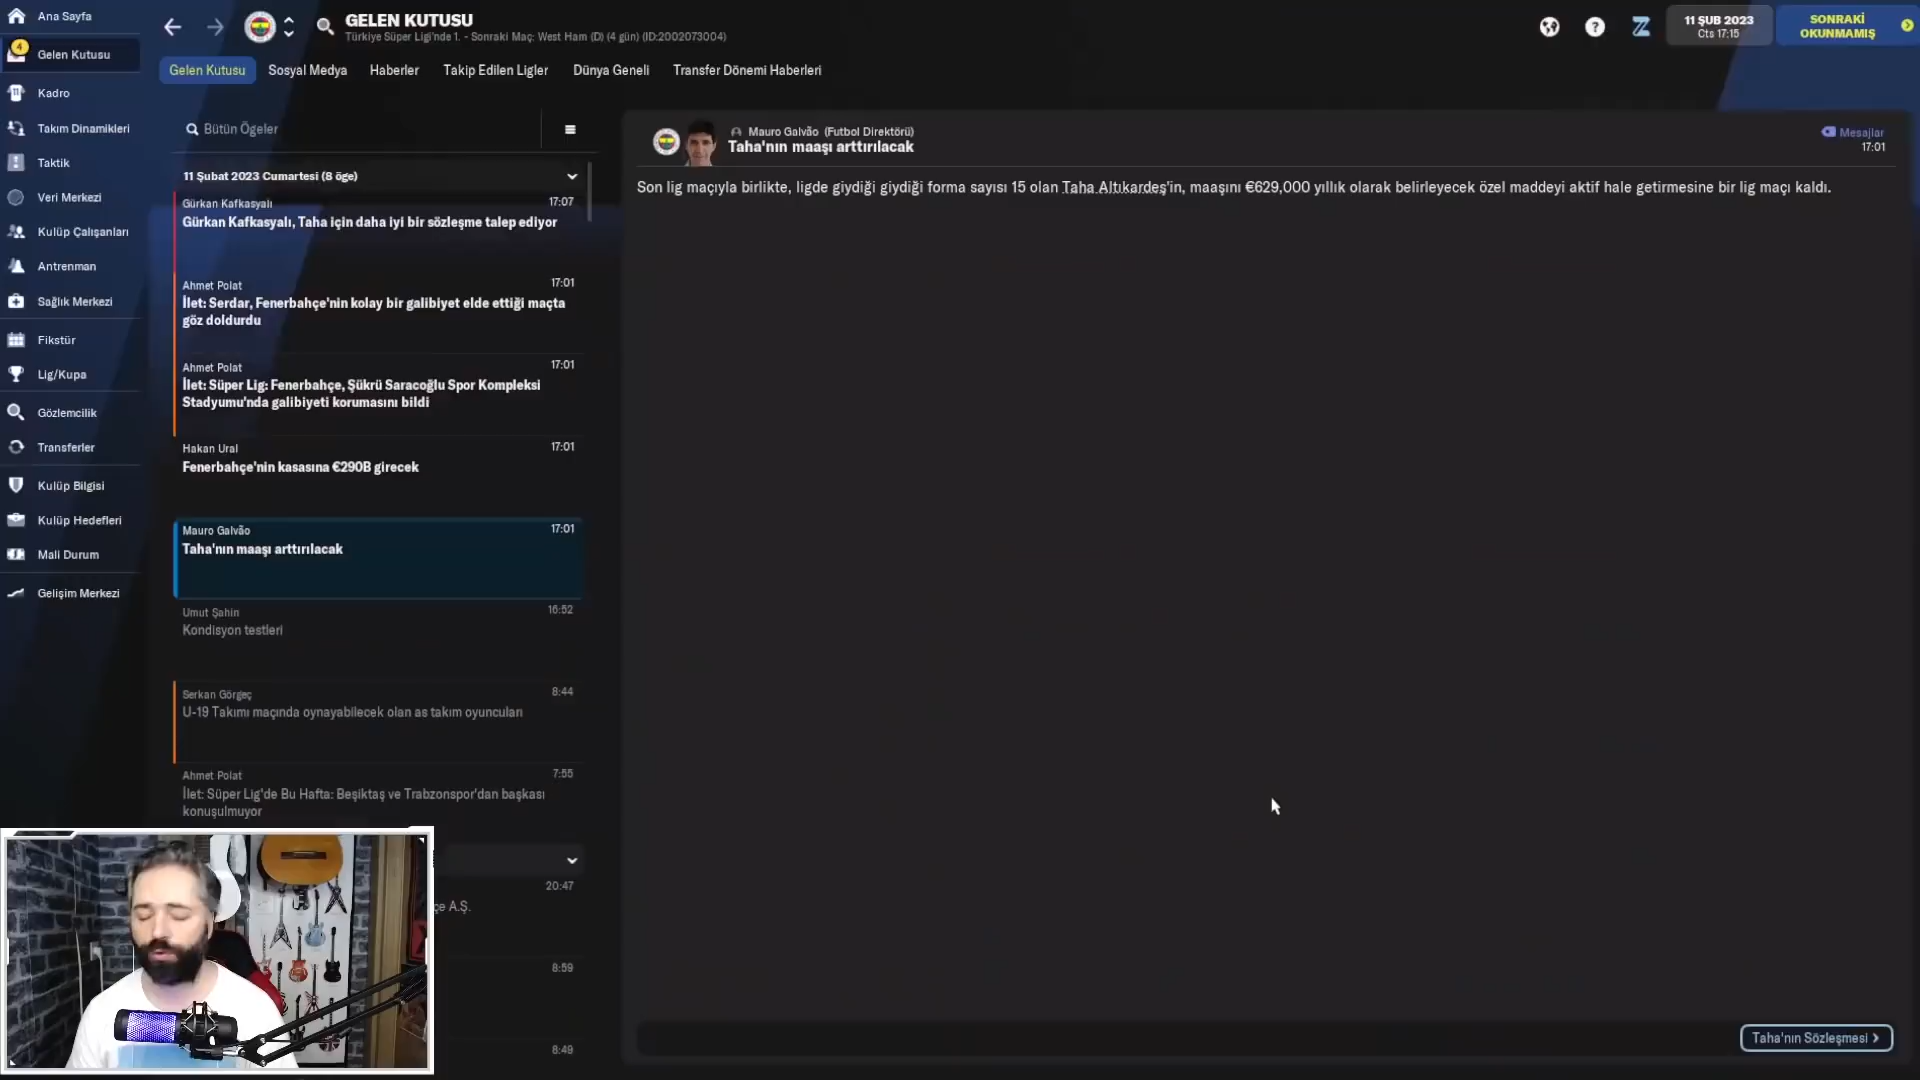 Ana Sayfa
4
Gelen Kutusu
Kadro
Takım Dinamikleri
Taktik
Veri Merkezi
Kulüp Çalışanları
Antrenman
Sağlık Merkezi
Fikstür
Lig/Kupa
Gözlemcilik
Transferler
Kulüp Bilgisi
Kulüp Hedefleri
Mali Durum
Gelişim Merkezi
GELEN KUTUSU
Türkiye Süper Ligi'nde 1. - Sonraki Maç: West Ham (D) (4 gün) (ID:2002073004)
11 ŞUB 2023
Cts 17:15
SONRAKİ
OKUNMAMIŞ
Gelen Kutusu
Sosyal Medya
Haberler
Takip Edilen Ligler
Dünya Geneli
Transfer Dönemi Haberleri
Bütün Ögeler
11 Şubat 2023 Cumartesi (8 öge)
Gürkan Kafkasyalı 17:07
Gürkan Kafkasyalı, Taha için daha iyi bir sözleşme talep ediyor
Ahmet Polat 17:01
İlet: Serdar, Fenerbahçe'nin kolay bir galibiyet elde ettiği maçta
göz doldurdu
Ahmet Polat 17:01
İlet: Süper Lig: Fenerbahçe, Şükrü Saracoğlu Spor Kompleksi
Stadyumu'nda galibiyeti korumasını bildi
Hakan Ural 17:01
Fenerbahçe'nin kasasına €290B girecek
Mauro Galvão 17:01
Taha'nın maaşı arttırılacak
Umut Şahin 16:52
Kondisyon testleri
Serkan Görgeç 8:44
U-19 Takımı maçında oynayabilecek olan as takım oyuncuları
Ahmet Polat 7:55
İlet: Süper Lig'de Bu Hafta: Beşiktaş ve Trabzonspor'dan başkası
konuşulmuyor
20:47
çe A.Ş.
8:59
8:49
Mauro Galvão (Futbol Direktörü)
Taha'nın maaşı arttırılacak
Mesajlar
17:01
Son lig maçıyla birlikte, ligde giydiği giydiği forma sayısı 15 olan Taha Altıkardeş'in, maaşını €629,000 yıllık olarak belirleyecek özel maddeyi aktif hale getirmesine bir lig maçı kaldı.
Taha'nın Sözleşmesi